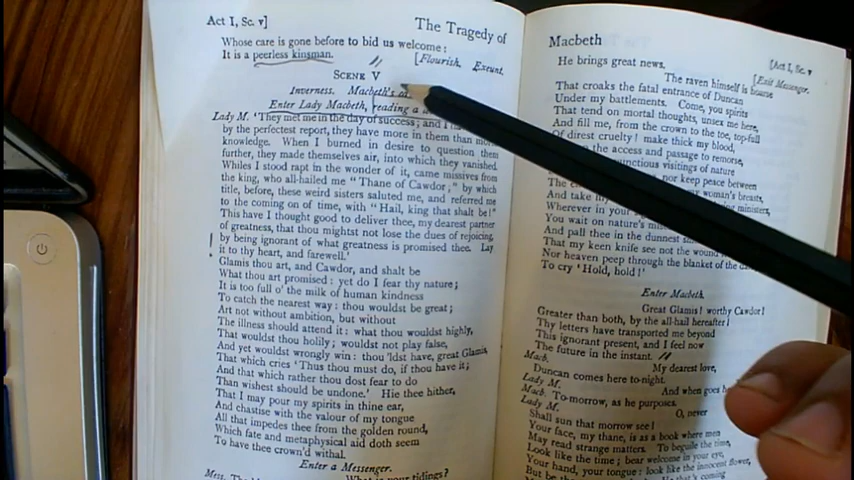 Act I, Sc. v]
The Tragedy of
Whose care is gone before to bid us welcome:
It is a peerless kinsman.
[Flourish. Exeunt.
SCENE V
Inverness. Macbeth's
Enter Lady Macbeth, reading a
Lady M. 'They met me in the day of success; and I
by the perfectest report, they have more in them than
knowledge. When I burned in desire to question them
further, they made themselves air, into which they vanished.
Whiles I stood rapt in the wonder of it, came missives from
the king, who all-hailed me "Thane of Cawdor;" by which
title, before, these weird sisters saluted me, and referred me
to the coming on of time, with "Hail, king that shalt be!"
This have I thought good to deliver thee, my dearest partner
of greatness, that thou mightst not lose the dues of rejoicing,
by being ignorant of what greatness is promised thee. Lay
it to thy heart, and farewell.'
Glamis thou art, and Cawdor, and shalt be
What thou art promised: yet do I fear thy nature;
It is too full o' the milk of human kindness
To catch the nearest way: thou wouldst be great;
Art not without ambition, but without
The illness should attend it: what thou wouldst highly,
That wouldst thou holily; wouldst not play false,
And yet wouldst wrongly win: thou'ldst have, great Glamis,
That which cries 'Thus thou must do, if thou have it;
And that which rather thou dost fear to do
Than wishest should be undone.' Hie thee hither,
That I may pour my spirits in thine ear,
And chastise with the valour of my tongue
All that impedes thee from the golden round,
Which fate and metaphysical aid doth seem
To have thee crown'd withal.
Enter a Messenger.
What is your tidings?
Mess.
Macbeth
[Act I, Sc. v
He brings great news.
[Exit Messenger.
The raven himself is hoarse
That croaks the fatal entrance of Duncan
Under my battlements. Come, you spirits
That tend on mortal thoughts, unsex me here,
And fill me, from the crown to the toe, top-full
Of direst cruelty! make thick my blood,
the access and passage to remorse,
compunctious visitings of nature
nor keep peace between
my woman's breasts,
And take my ministers,
Wherever in your
You wait on nature's
And pall thee in the dunnest
That my keen knife see not the wound
Nor heaven peep through the blanket of the
To cry 'Hold, hold!'
Enter Macbeth.
Great Glamis! worthy Cawdor!
Greater than both, by the all-hail hereafter!
Thy letters have transported me beyond
This ignorant present, and I feel now
The future in the instant.
Macb. My dearest love,
Duncan comes here to-night.
Lady M. And when goes
Macb. To-morrow, as he purposes.
Lady M. O, never
Shall sun that morrow see!
Your face, my thane, is as a book where men
May read strange matters. To beguile the time,
Look like the time; bear welcome in your eye,
Your hand, your tongue: look like the innocent flower,
But be He that's coming